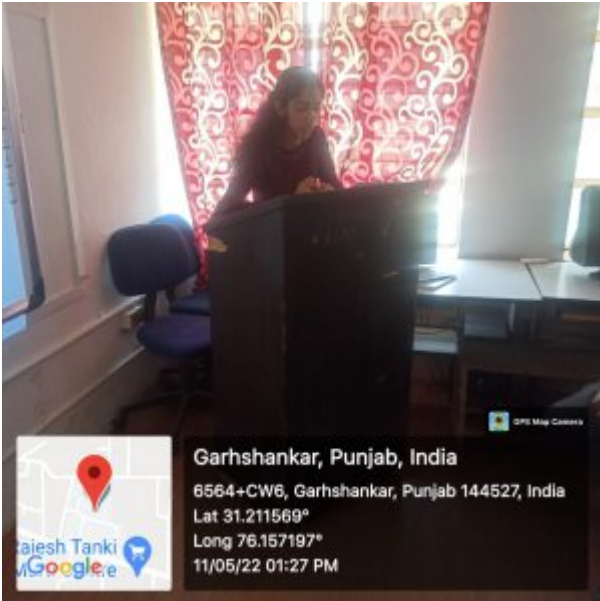 GPS Map Camera
Garhshankar, Punjab, India
6564+CW6, Garhshankar, Punjab 144527, India
Lat 31.211569°
Long 76.157197°
11/05/22 01:27 PM
Rajesh Tanki
Google